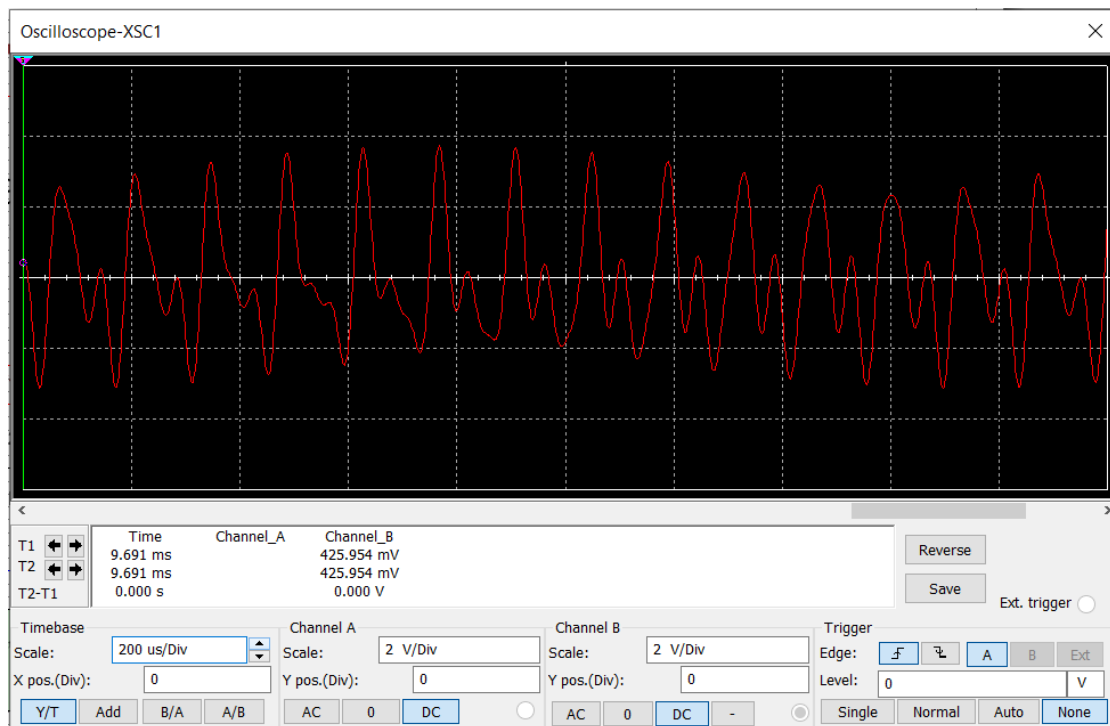 Oscilloscope-XSC1
Time Channel_A Channel_B
T1 9.691 ms 425.954 mV
T2 9.691 ms 425.954 mV
T2-T1 0.000 s 0.000 V
Reverse
Save
Ext. trigger
Timebase
Scale: 200 us/Div
X pos.(Div): 0
Y/T Add B/A A/B
Channel A
Scale: 2 V/Div
Y pos.(Div): 0
AC 0 DC
Channel B
Scale: 2 V/Div
Y pos.(Div): 0
AC 0 DC -
Trigger
Edge: A B Ext
Level: 0 V
Single Normal Auto None